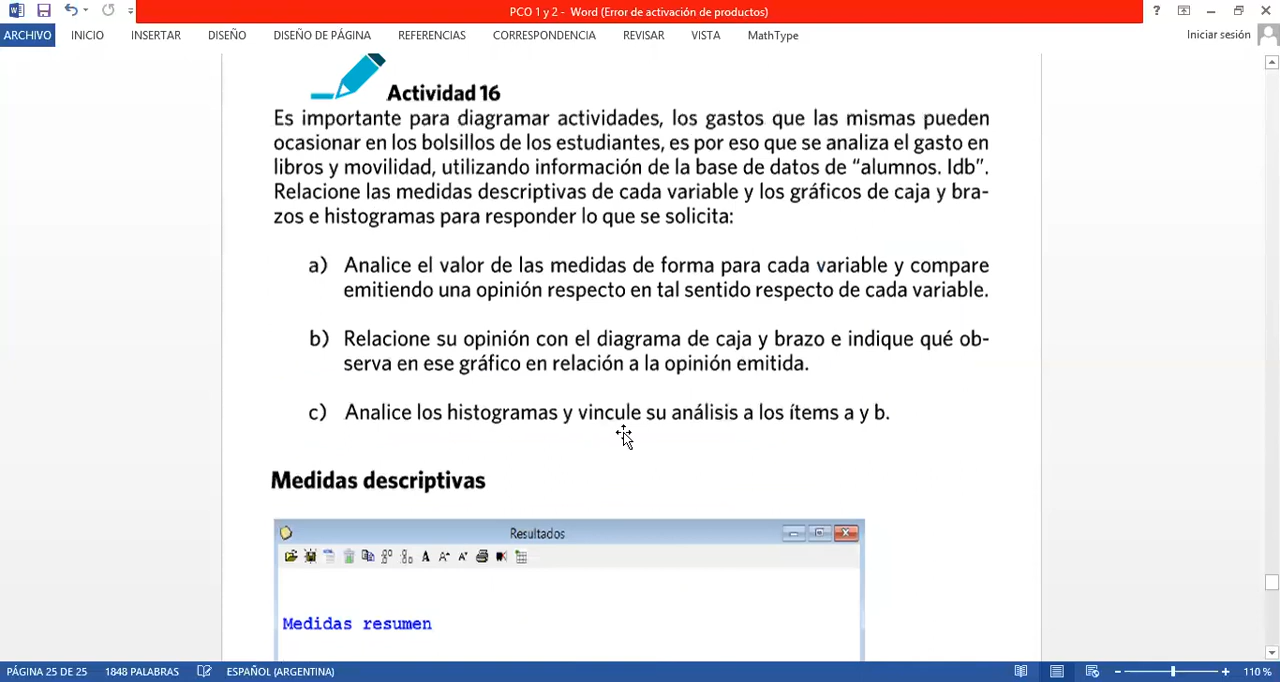 PCO 1 y 2 - Word (Error de activación de productos)
ARCHIVO INICIO INSERTAR DISEÑO DISEÑO DE PÁGINA REFERENCIAS CORRESPONDENCIA REVISAR VISTA MathType Iniciar sesión
Actividad 16
Es importante para diagramar actividades, los gastos que las mismas pueden
ocasionar en los bolsillos de los estudiantes, es por eso que se analiza el gasto en
libros y movilidad, utilizando información de la base de datos de “alumnos. Idb”.
Relacione las medidas descriptivas de cada variable y los gráficos de caja y bra-
zos e histogramas para responder lo que se solicita:
a) Analice el valor de las medidas de forma para cada variable y compare
emitiendo una opinión respecto en tal sentido respecto de cada variable.
b) Relacione su opinión con el diagrama de caja y brazo e indique qué ob-
serva en ese gráfico en relación a la opinión emitida.
c) Analice los histogramas y vincule su análisis a los ítems a y b.
Medidas descriptivas
Resultados
Medidas resumen
PÁGINA 25 DE 25 1848 PALABRAS ESPAÑOL (ARGENTINA) 110 %